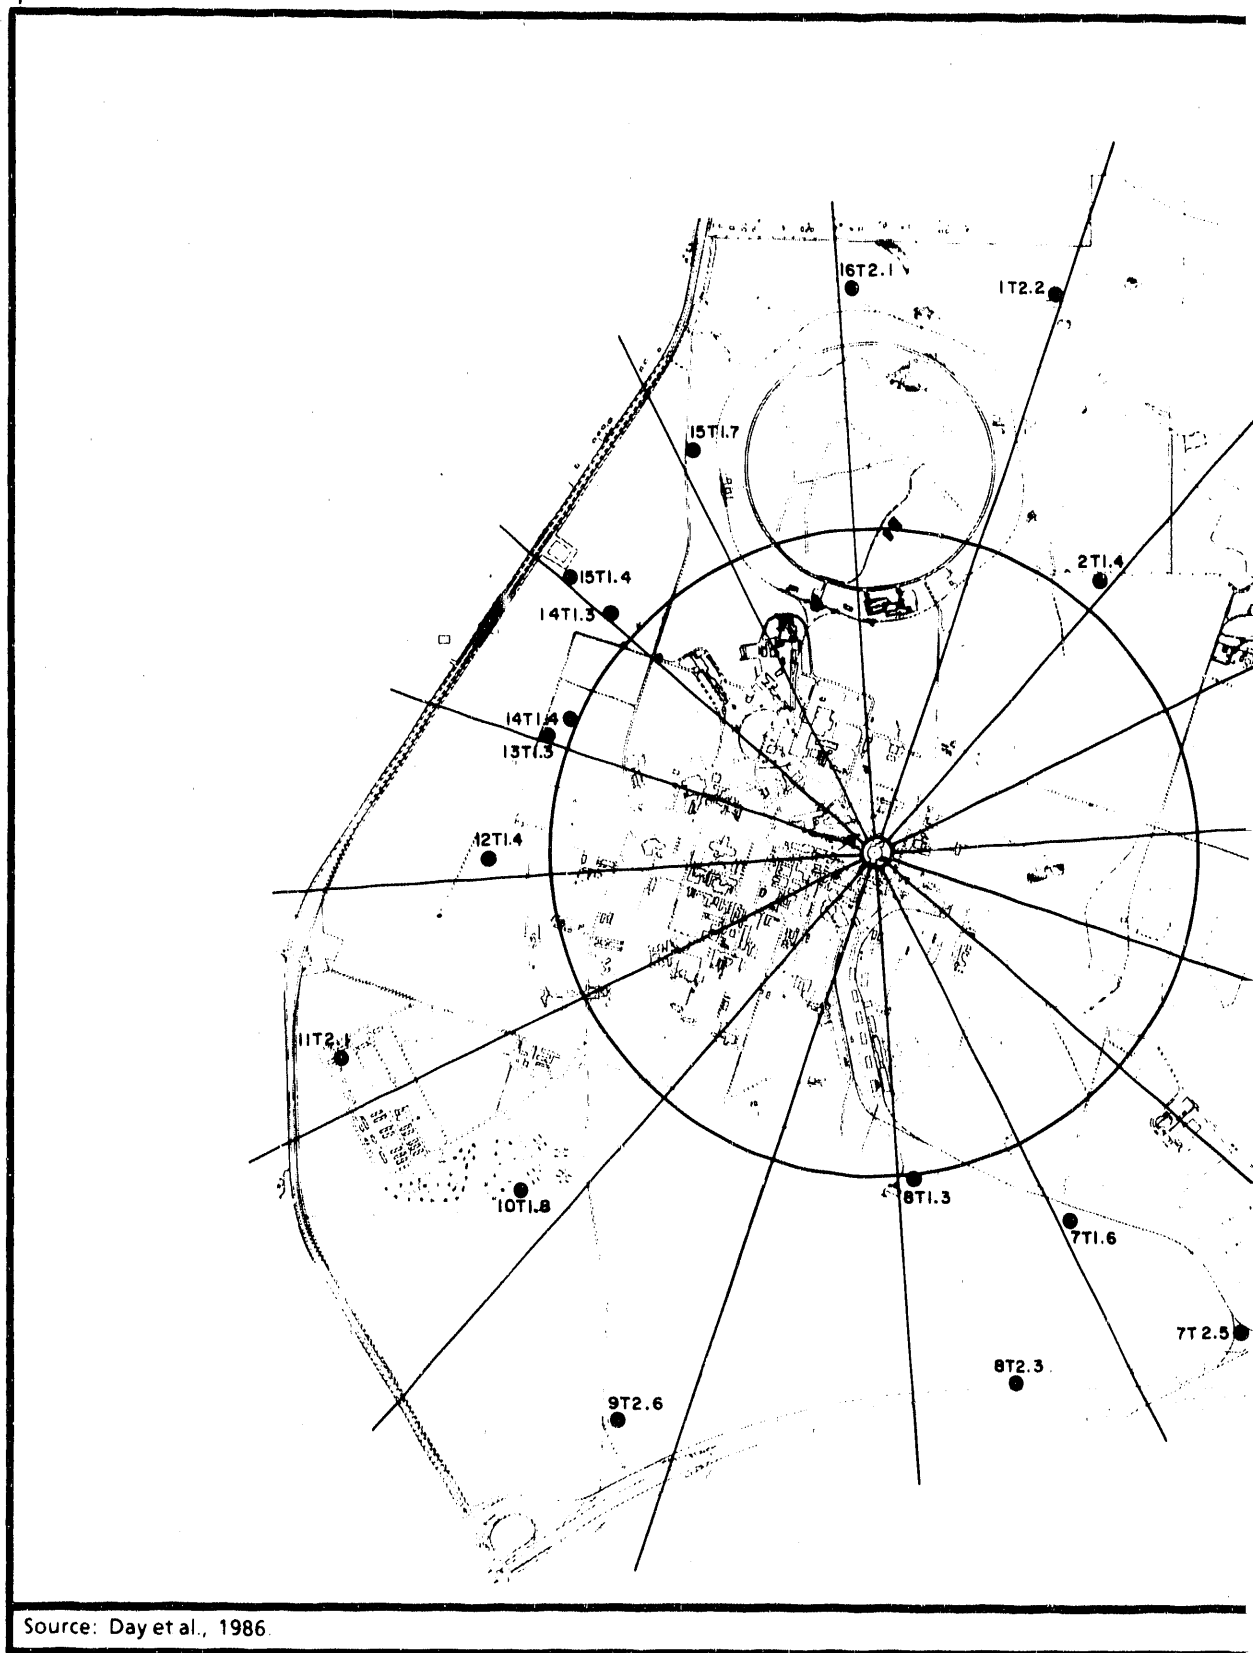 16T2.1
1T2.2
15T1.7
2T1.4
15T1.4
14T1.3
14T1.4
13T1.3
12T1.4
11T2.1
10T1.8
8T1.3
7T1.6
7T2.5
8T2.3
9T2.6
Source: Day et al., 1986.